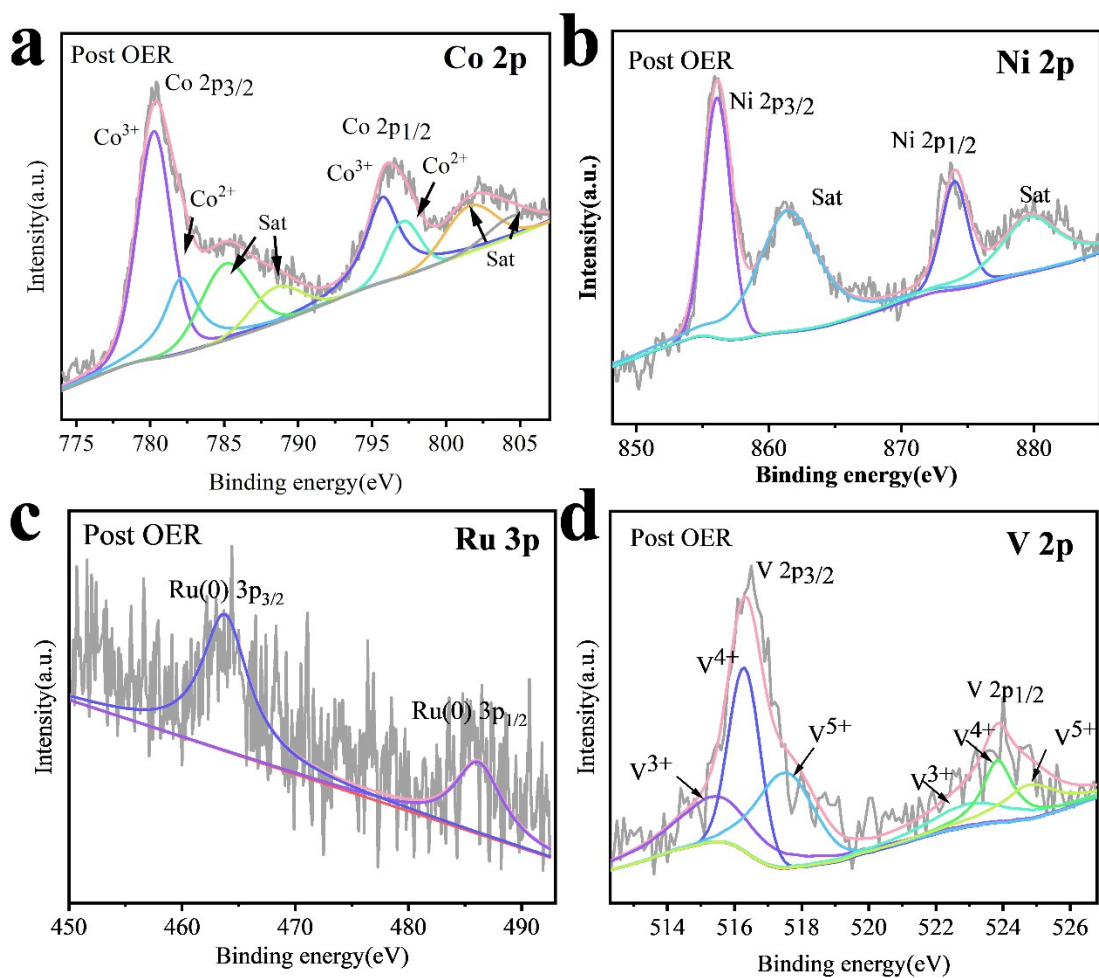 a
Post OER
Co 2p
Co 2p3/2
Co3+
Co2+
Sat
Co 2p1/2
Co3+
Co2+
Sat
Intensity(a.u.)
775 780 785 790 795 800 805
Binding energy(eV)
b
Post OER
Ni 2p
Ni 2p3/2
Sat
Ni 2p1/2
Sat
Intensity(a.u.)
850 860 870 880
Binding energy(eV)
c
Post OER
Ru 3p
Ru(0) 3p3/2
Ru(0) 3p1/2
Intensity(a.u.)
450 460 470 480 490
Binding energy(eV)
d
Post OER
V 2p
V 2p3/2
V4+
V5+
V3+
V 2p1/2
V4+
V5+
V3+
Intensity(a.u.)
514 516 518 520 522 524 526
Binding energy(eV)